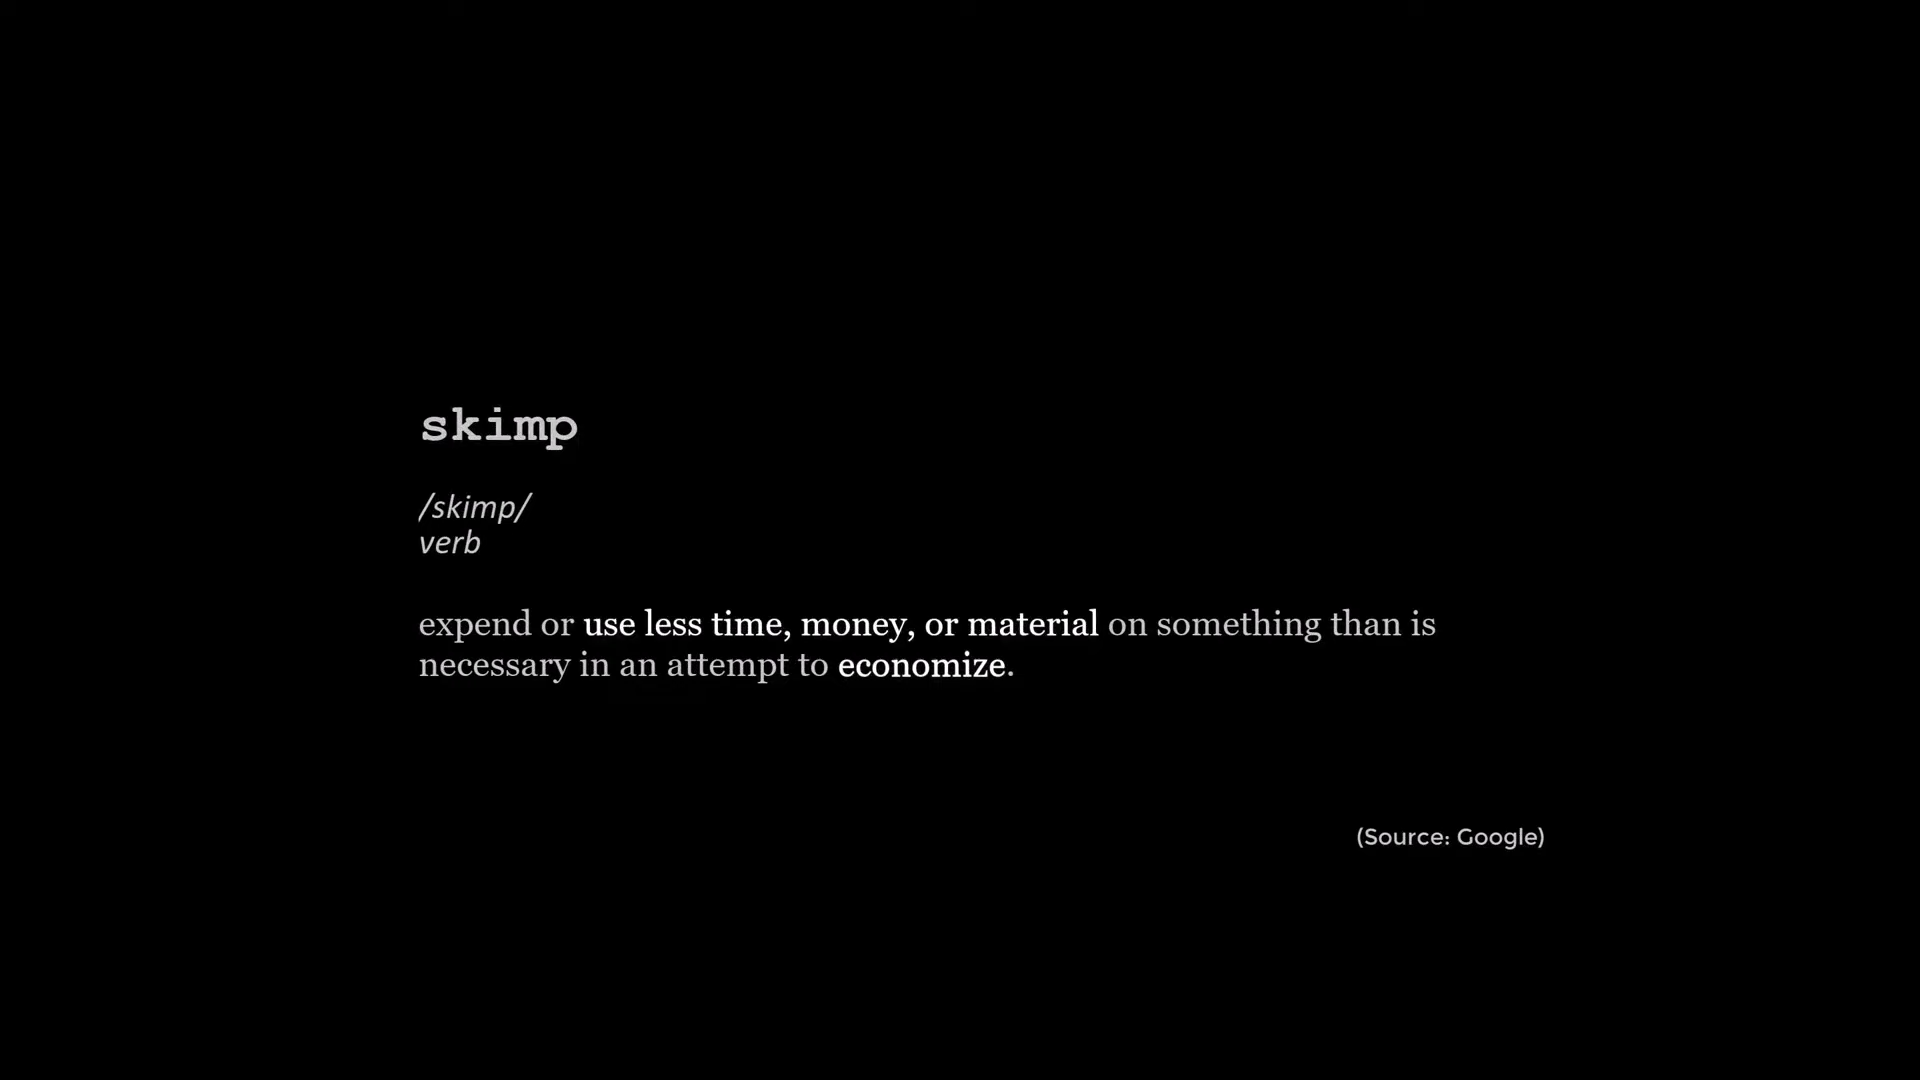 skimp
/skimp/
verb
expend or use less time, money, or material on something than is
necessary in an attempt to economize.
(Source: Google)